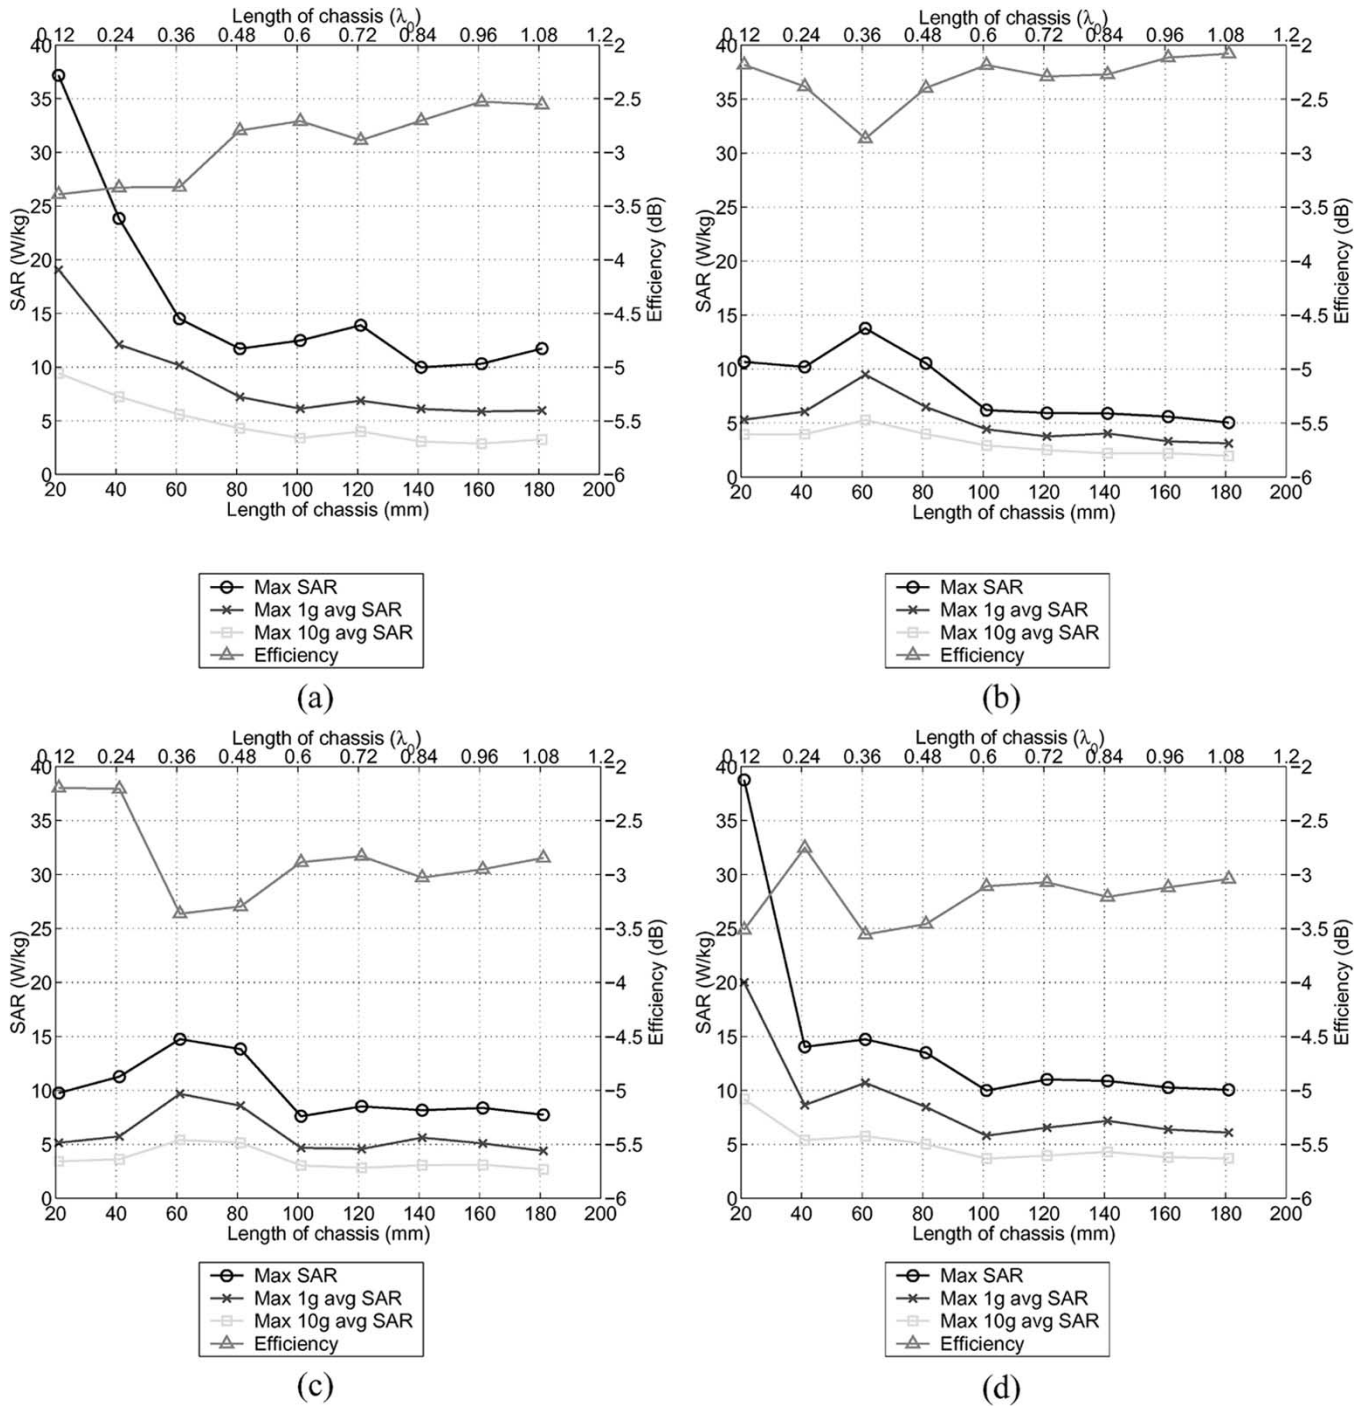 Length of chassis (λ0)
0.12 0.24 0.36 0.48 0.6 0.72 0.84 0.96 1.08 1.2
40 35 30 25 20 15 10 5 0
SAR (W/kg)
−2 −2.5 −3 −3.5 −4 −4.5 −5 −5.5 −6
Efficiency (dB)
20 40 60 80 100 120 140 160 180 200
Length of chassis (mm)
Max SAR
Max 1g avg SAR
Max 10g avg SAR
Efficiency
(a)
Length of chassis (λ0)
0.12 0.24 0.36 0.48 0.6 0.72 0.84 0.96 1.08 1.2
40 35 30 25 20 15 10 5 0
SAR (W/kg)
−2 −2.5 −3 −3.5 −4 −4.5 −5 −5.5 −6
Efficiency (dB)
20 40 60 80 100 120 140 160 180 200
Length of chassis (mm)
Max SAR
Max 1g avg SAR
Max 10g avg SAR
Efficiency
(b)
Length of chassis (λ0)
0.12 0.24 0.36 0.48 0.6 0.72 0.84 0.96 1.08 1.2
40 35 30 25 20 15 10 5 0
SAR (W/kg)
−2 −2.5 −3 −3.5 −4 −4.5 −5 −5.5 −6
Efficiency (dB)
20 40 60 80 100 120 140 160 180 200
Length of chassis (mm)
Max SAR
Max 1g avg SAR
Max 10g avg SAR
Efficiency
(c)
Length of chassis (λ0)
0.12 0.24 0.36 0.48 0.6 0.72 0.84 0.96 1.08 1.2
40 35 30 25 20 15 10 5 0
SAR (W/kg)
−2 −2.5 −3 −3.5 −4 −4.5 −5 −5.5 −6
Efficiency (dB)
20 40 60 80 100 120 140 160 180 200
Length of chassis (mm)
Max SAR
Max 1g avg SAR
Max 10g avg SAR
Efficiency
(d)